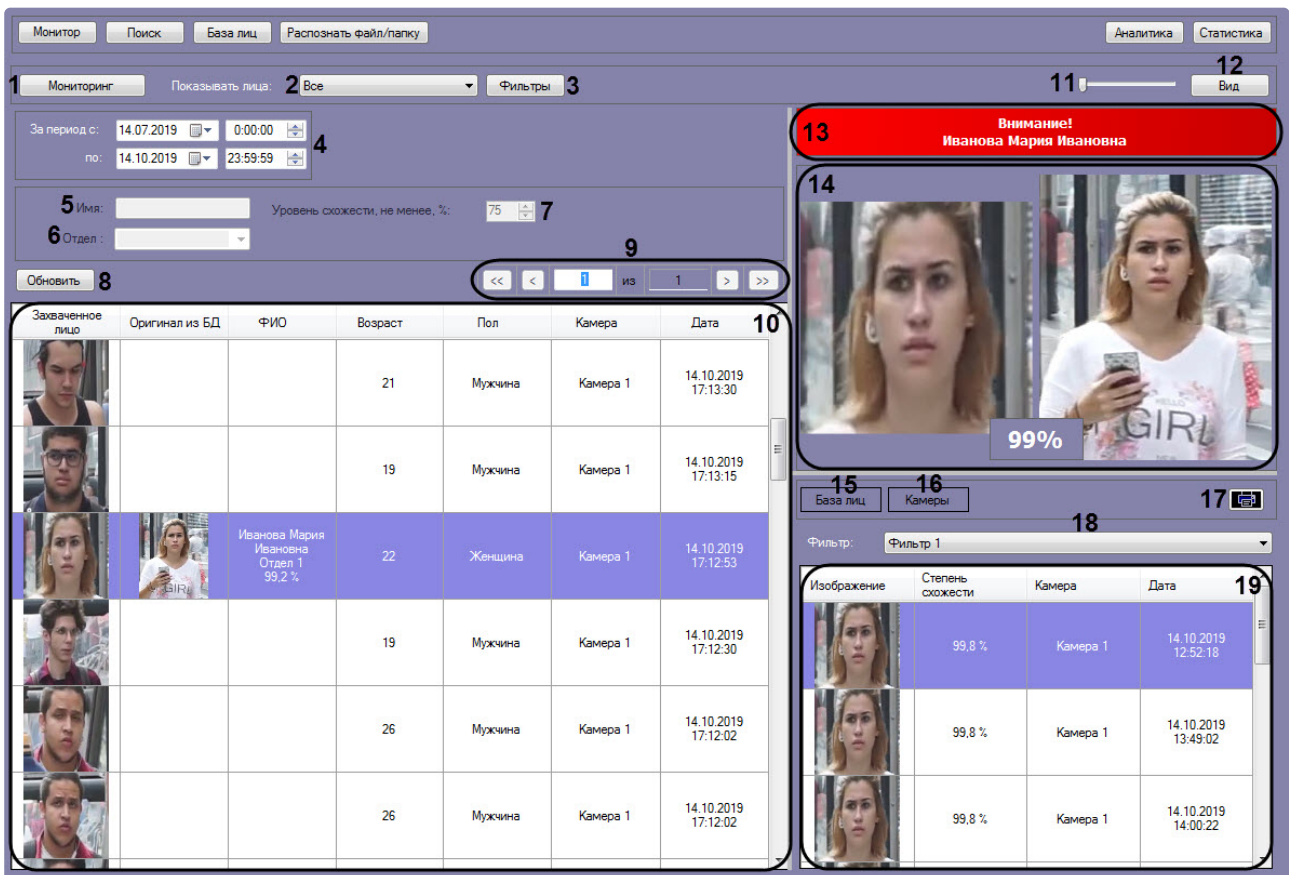 Монитор Поиск База лиц Распознать файл/папку Аналитика Статистика
12
1 Мониторинг Показывать лица: 2 Все Фильтры 3 11 Вид
За период с: 14.07.2019 0:00:00
4
по: 14.10.2019 23:59:59
5 Имя: Уровень схожести, не менее, %: 75 7
6 Отдел :
9
Обновить 8 << < 1 из 1 > >>
Захваченное лицо Оригинал из БД ФИО Возраст Пол Камера Дата 10
21 Мужчина Камера 1 14.10.2019
17:13:30
19 Мужчина Камера 1 14.10.2019
17:13:15
Иванова Мария
Ивановна
Отдел 1
99,2 %
22 Женщина Камера 1 14.10.2019
17:12:53
19 Мужчина Камера 1 14.10.2019
17:12:30
26 Мужчина Камера 1 14.10.2019
17:12:02
26 Мужчина Камера 1 14.10.2019
17:12:02
13 Внимание!
Иванова Мария Ивановна
14
HELLO
GIRL
99%
15 16
База лиц Камеры 17
18
Фильтр: Фильтр 1
Изображение Степень схожести Камера Дата 19
99,8 % Камера 1 14.10.2019
12:52:18
99,8 % Камера 1 14.10.2019
13:49:02
99,8 % Камера 1 14.10.2019
14:00:22